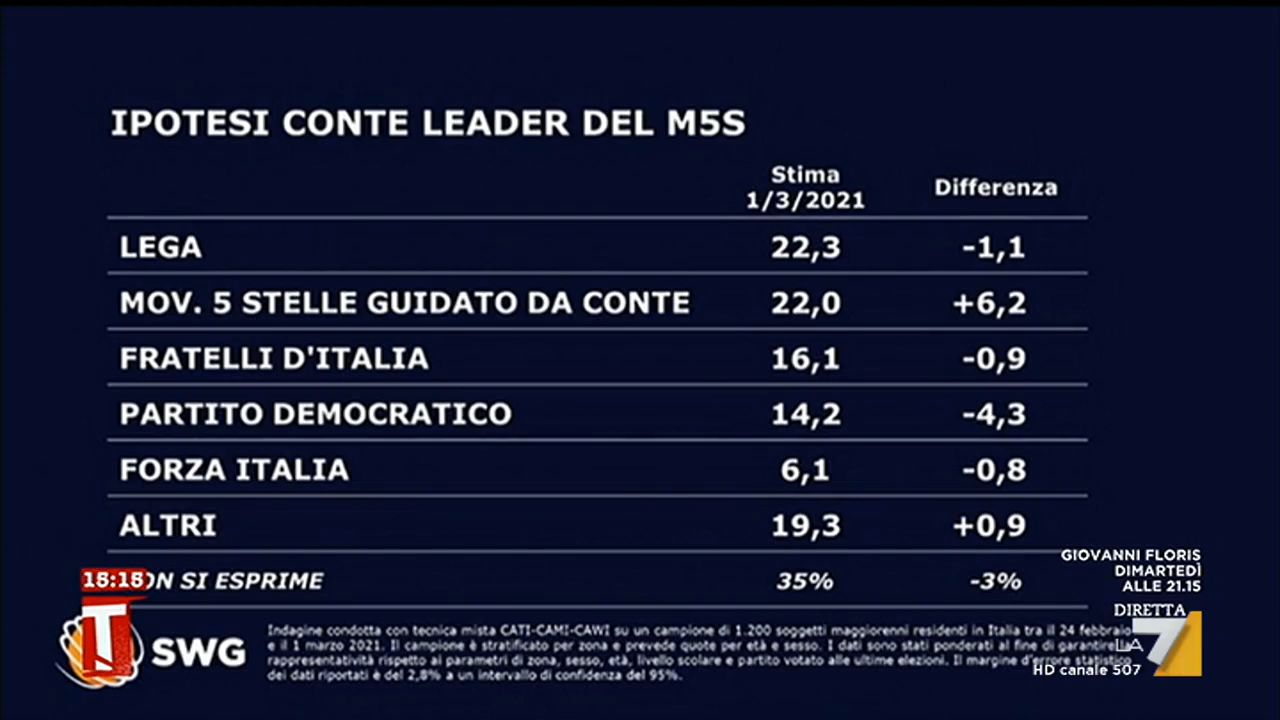 IPOTESI CONTE LEADER DEL M5S
Stima 1/3/2021 Differenza
LEGA 22,3 -1,1
MOV. 5 STELLE GUIDATO DA CONTE 22,0 +6,2
FRATELLI D'ITALIA 16,1 -0,9
PARTITO DEMOCRATICO 14,2 -4,3
FORZA ITALIA 6,1 -0,8
ALTRI 19,3 +0,9
ON SI ESPRIME 35% -3%
15:15
T
SWG
Indagine condotta con tecnica mista CATI-CAMI-CAWI su un campione di 1.200 soggetti maggiorenni residenti in Italia tra il 24 febbraio
e il 1 marzo 2021. Il campione è stratificato per zona e prevede quote per età e sesso. I dati sono stati ponderati al fine di garantire
rappresentatività rispetto ai parametri di zona, sesso, età, livello scolare e partito votato alle ultime elezioni. Il margine d'errore statistico
dei dati riportati è del 2,8% a un intervallo di confidenza del 95%.
GIOVANNI FLORIS
DIMARTEDÌ
ALLE 21.15
DIRETTA
LA 7
HD canale 507